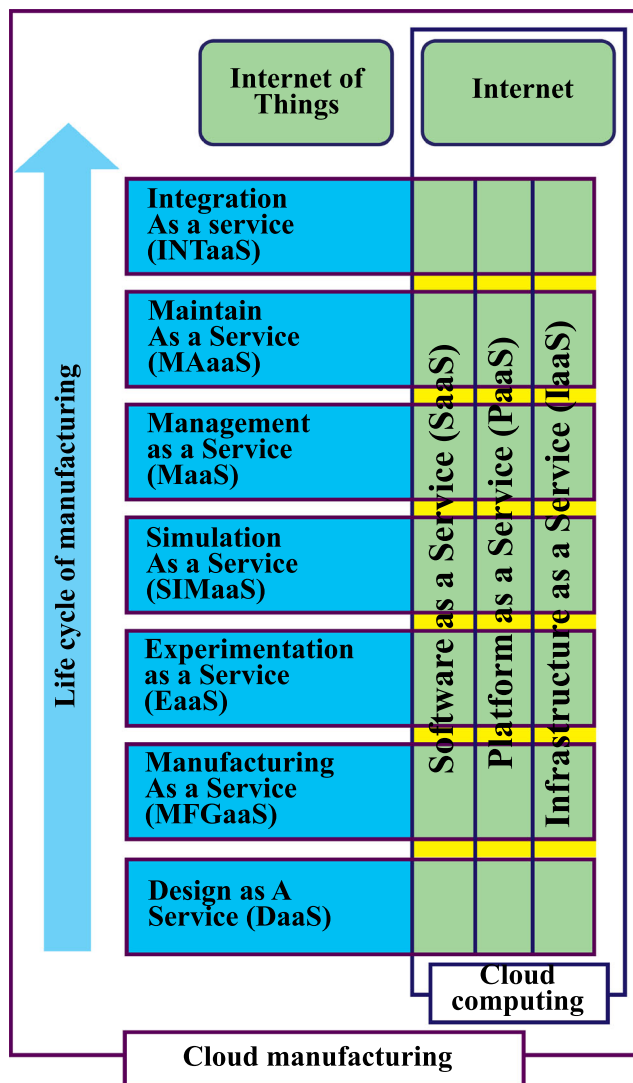 Internet of
Things
Internet
Life cycle of manufacturing
Integration
As a service
(INTaaS)
Maintain
As a Service
(MAaaS)
Management
as a Service
(MaaS)
Simulation
As a Service
(SIMaaS)
Experimentation
as a Service
(EaaS)
Manufacturing
As a Service
(MFGaaS)
Design as A
Service (DaaS)
Software as a Service (SaaS)
Platform as a Service (PaaS)
Infrastructure as a Service (IaaS)
Cloud
computing
Cloud manufacturing